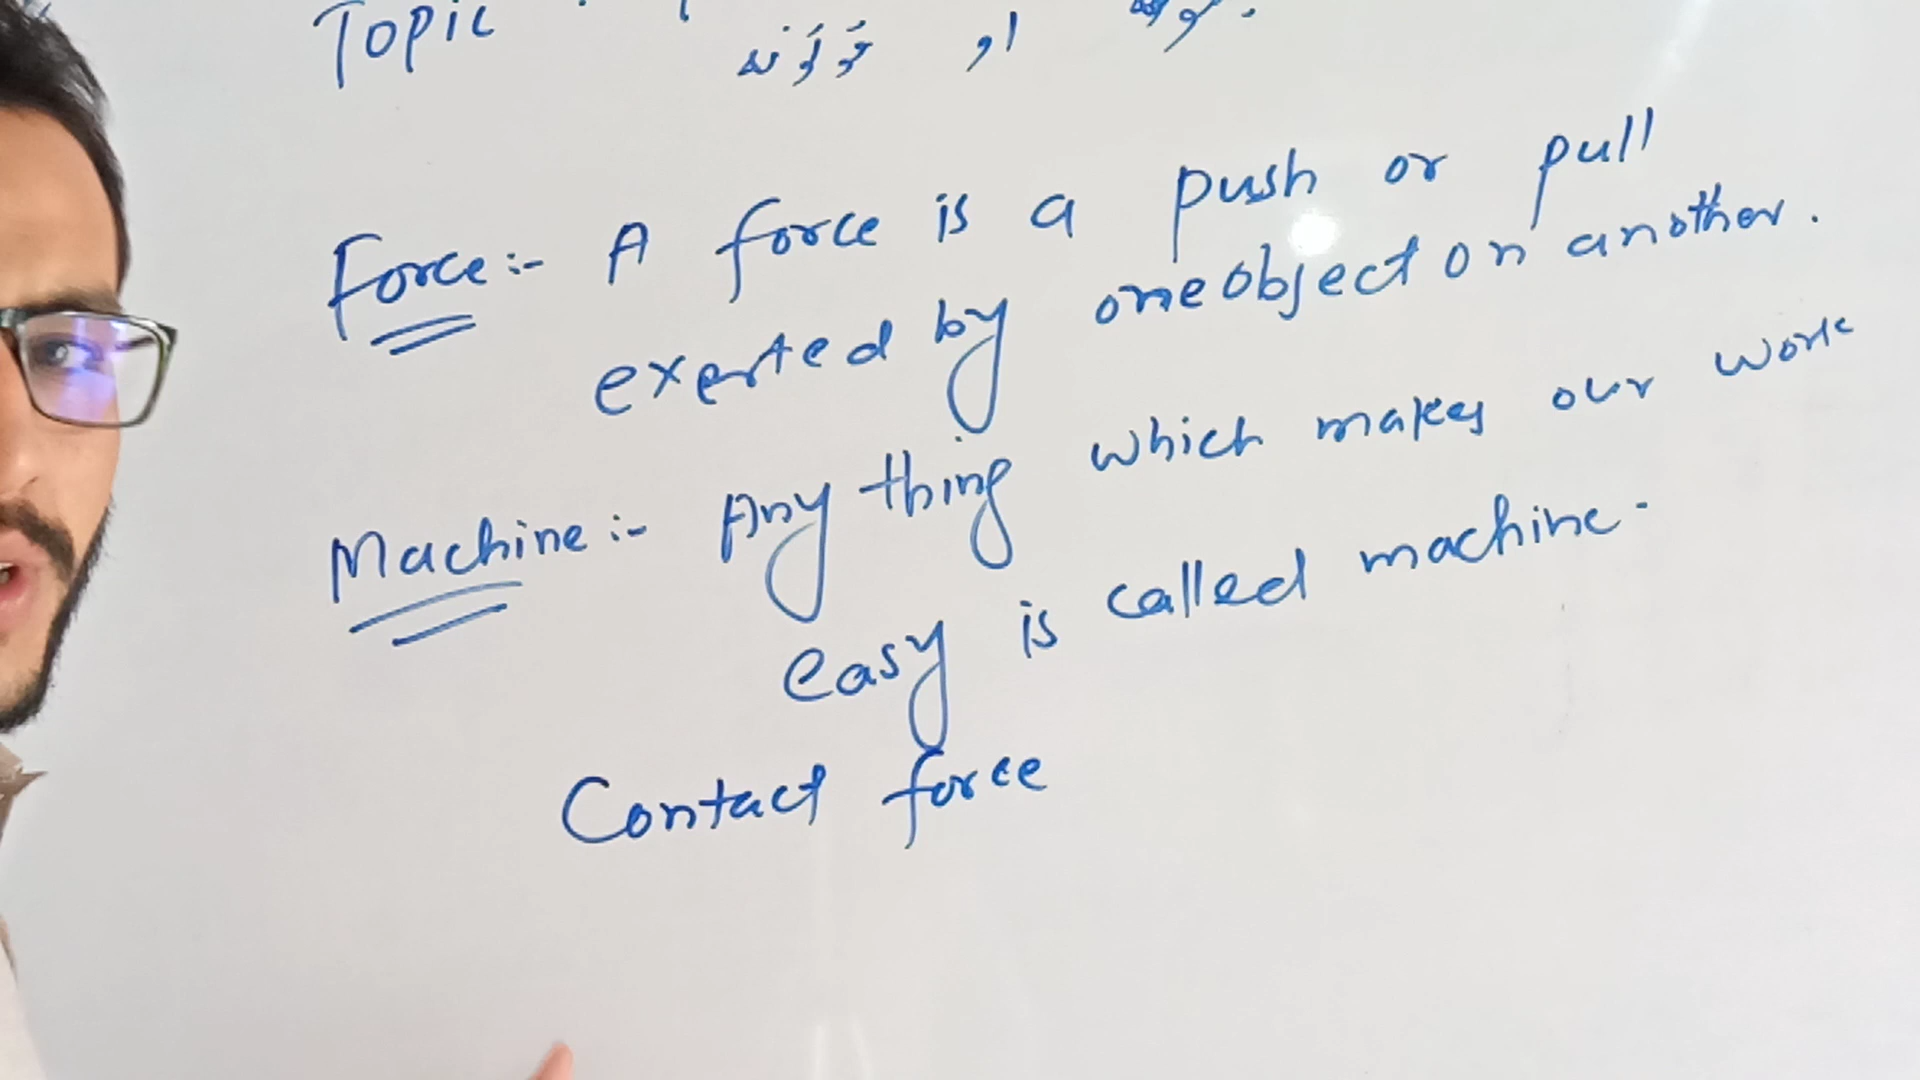 Topic :
او
Force:- A force is a push or pull
exerted by one object on another.
Machine:- Any thing which makes our work
easy is called machine.
Contact force